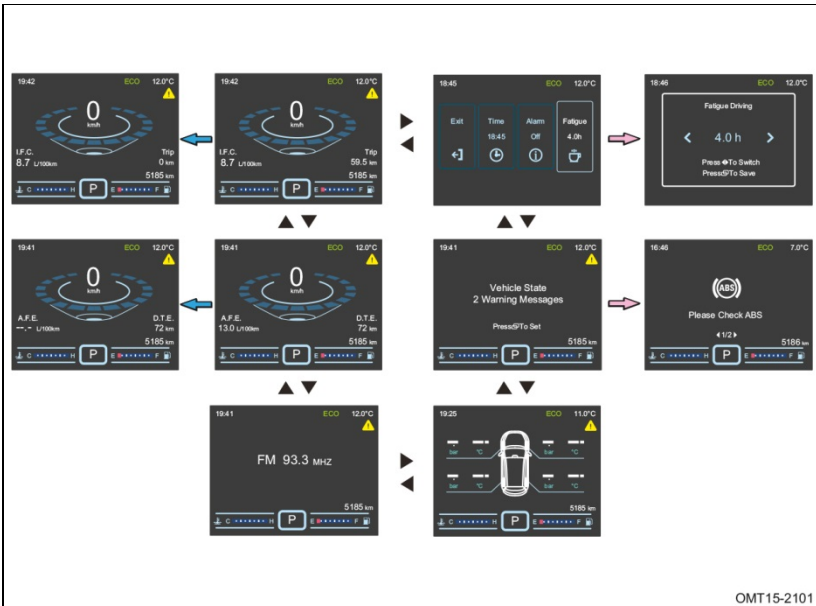 19:42 ECO 12.0°C
0
km/h
I.F.C. Trip
8.7 L/100km 0 km
5185 km
C H P E F
19:42 ECO 12.0°C
0
km/h
I.F.C. Trip
8.7 L/100km 59.5 km
5185 km
C H P E F
18:45 ECO 12.0°C
Exit Time Alarm Fatigue
18:45 Off 4.0h
18:46 ECO 12.0°C
Fatigue Driving
4.0 h
Press To Switch
Press To Save
19:41 ECO 12.0°C
0
km/h
A.F.E. D.T.E.
--.- L/100km 72 km
5185 km
C H P E F
19:41 ECO 12.0°C
0
km/h
A.F.E. D.T.E.
13.0 L/100km 72 km
5185 km
C H P E F
19:41 ECO 12.0°C
Vehicle State
2 Warning Messages
Press To Set
5185 km
C H P E F
16:46 ECO 7.0°C
ABS
Please Check ABS
1/2
5186 km
C H P E F
19:41 ECO 12.0°C
FM 93.3 MHZ
5185 km
C H P E F
19:25 ECO 11.0°C
bar °C bar °C
bar °C bar °C
5185 km
C H P E F
OMT15-2101